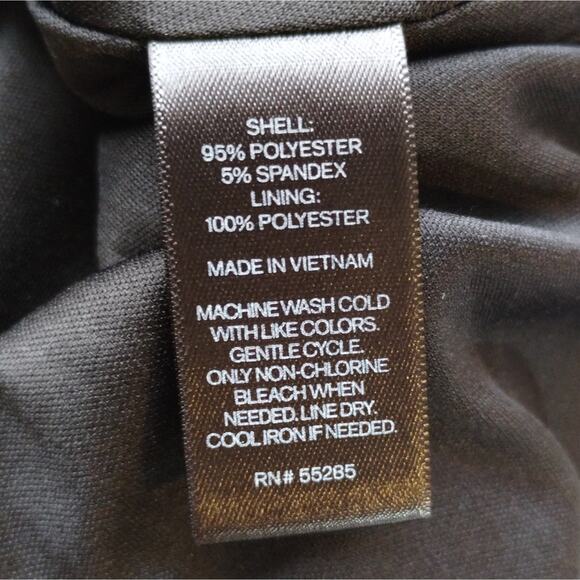 SHELL:
95% POLYESTER
5% SPANDEX
LINING:
100% POLYESTER
MADE IN VIETNAM
MACHINE WASH COLD
WITH LIKE COLORS.
GENTLE CYCLE.
ONLY NON-CHLORINE
BLEACH WHEN
NEEDED. LINE DRY.
COOL IRON IF NEEDED.
RN# 55285